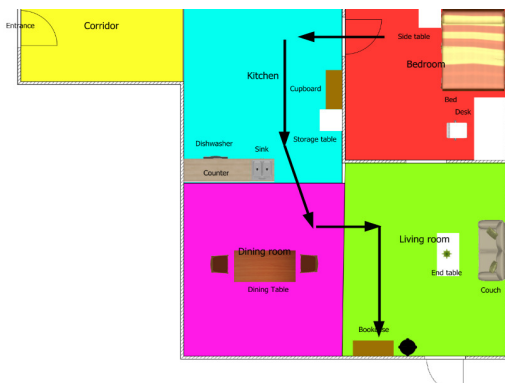 Entrance
Corridor
Side table
Kitchen
Bedroom
Cupboard
Bed
Desk
Storage table
Dishwasher
Sink
Counter
Dining room
Living room
End table
Dining Table
Couch